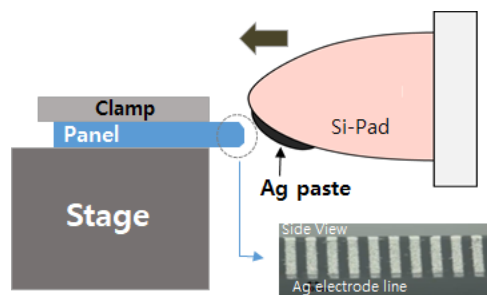 Clamp
Panel
Si-Pad
Ag paste
Stage
Side View
Ag electrode line